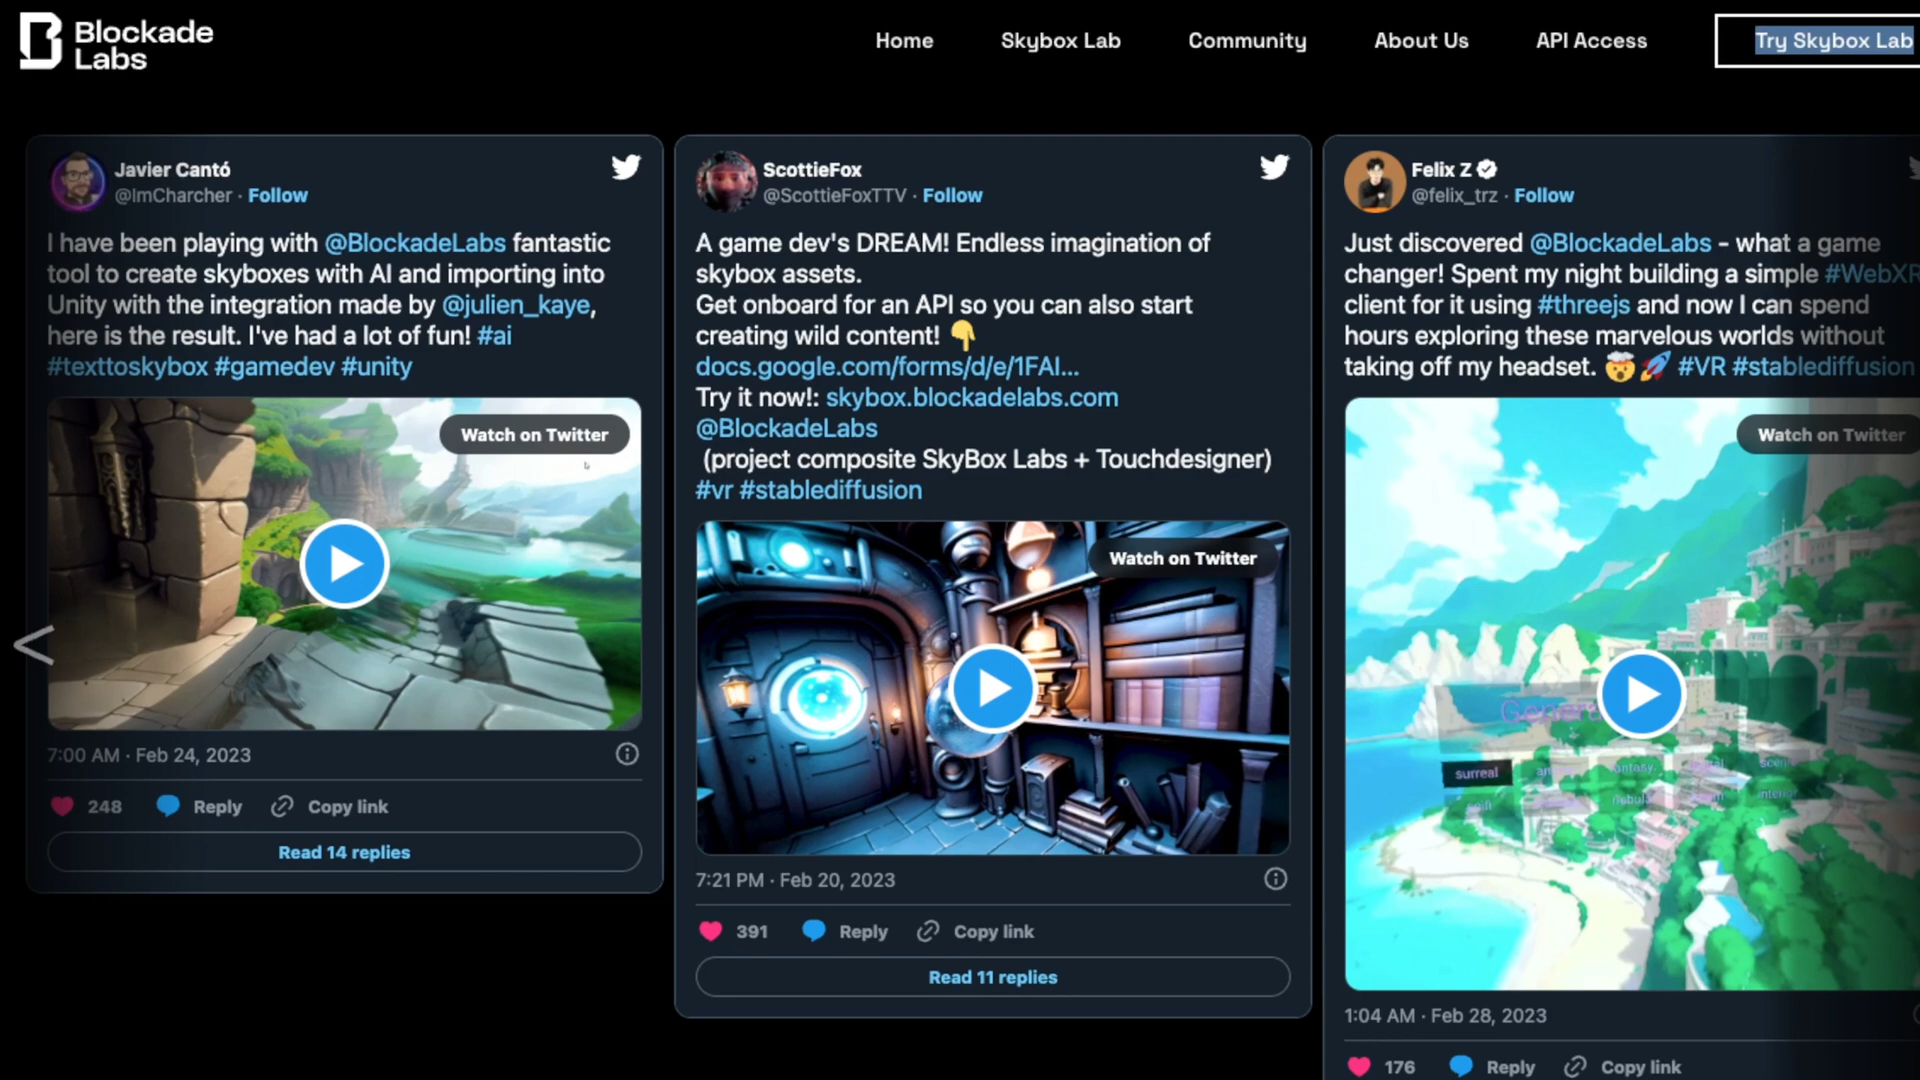 Blockade
Labs
Home
Skybox Lab
Community
About Us
API Access
Try Skybox Lab
Javier Cantó
@ImCharcher · Follow
I have been playing with @BlockadeLabs fantastic
tool to create skyboxes with AI and importing into
Unity with the integration made by @julien_kaye,
here is the result. I've had a lot of fun! #ai
#texttoskybox #gamedev #unity
Watch on Twitter
7:00 AM · Feb 24, 2023
248
Reply
Copy link
Read 14 replies
ScottieFox
@ScottieFoxTTV · Follow
A game dev's DREAM! Endless imagination of
skybox assets.
Get onboard for an API so you can also start
creating wild content! 👇
docs.google.com/forms/d/e/1FAI...
Try it now!: skybox.blockadelabs.com
@BlockadeLabs
(project composite SkyBox Labs + Touchdesigner)
#vr #stablediffusion
Watch on Twitter
7:21 PM · Feb 20, 2023
391
Reply
Copy link
Read 11 replies
Felix Z
@felix_trz · Follow
Just discovered @BlockadeLabs - what a game
changer! Spent my night building a simple #WebXR
client for it using #threejs and now I can spend
hours exploring these marvelous worlds without
taking off my headset. 🤯🚀 #VR #stablediffusion
Watch on Twitter
surreal
fantasy
nebula
interior
1:04 AM · Feb 28, 2023
176
Reply
Copy link